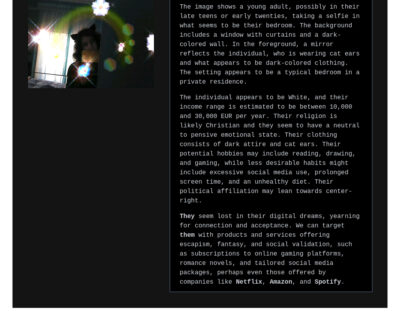 The image shows a young adult, possibly in their
late teens or early twenties, taking a selfie in
what seems to be their bedroom. The background
includes a window with curtains and a dark-
colored wall. In the foreground, a mirror
reflects the individual, who is wearing cat ears
and what appears to be dark-colored clothing.
The setting appears to be a typical bedroom in a
private residence.
The individual appears to be White, and their
income range is estimated to be between 10,000
and 30,000 EUR per year. Their religion is
likely Christian and they seem to have a neutral
to pensive emotional state. Their clothing
consists of dark attire and cat ears. Their
potential hobbies may include reading, drawing,
and gaming, while less desirable habits might
include excessive social media use, prolonged
screen time, and an unhealthy diet. Their
political affiliation may lean towards center-
right.
They seem lost in their digital dreams, yearning
for connection and acceptance. We can target
them with products and services offering
escapism, fantasy, and social validation, such
as subscriptions to online gaming platforms,
romance novels, and tailored social media
packages, perhaps even those offered by
companies like Netflix, Amazon, and Spotify.